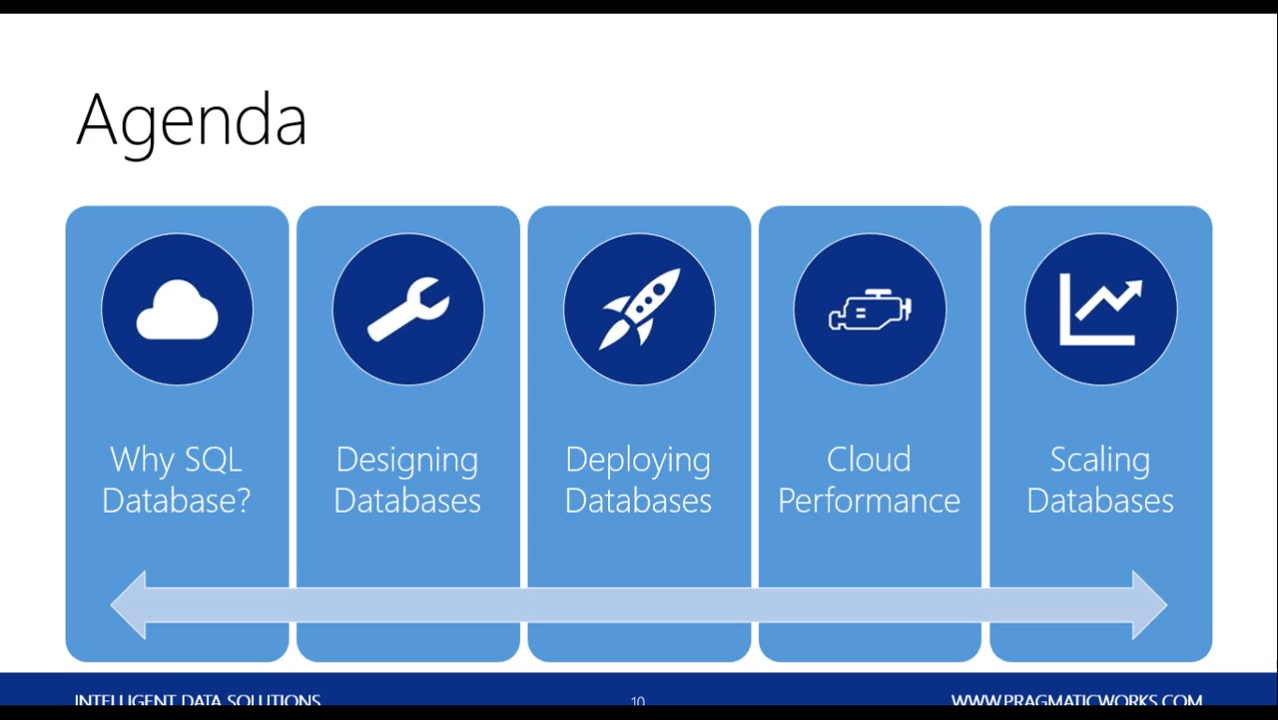 Agenda
Why SQL
Database?
Designing
Databases
Deploying
Databases
Cloud
Performance
Scaling
Databases
INTELLIGENT DATA SOLUTIONS
10
WWW.PRAGMATICWORKS.COM